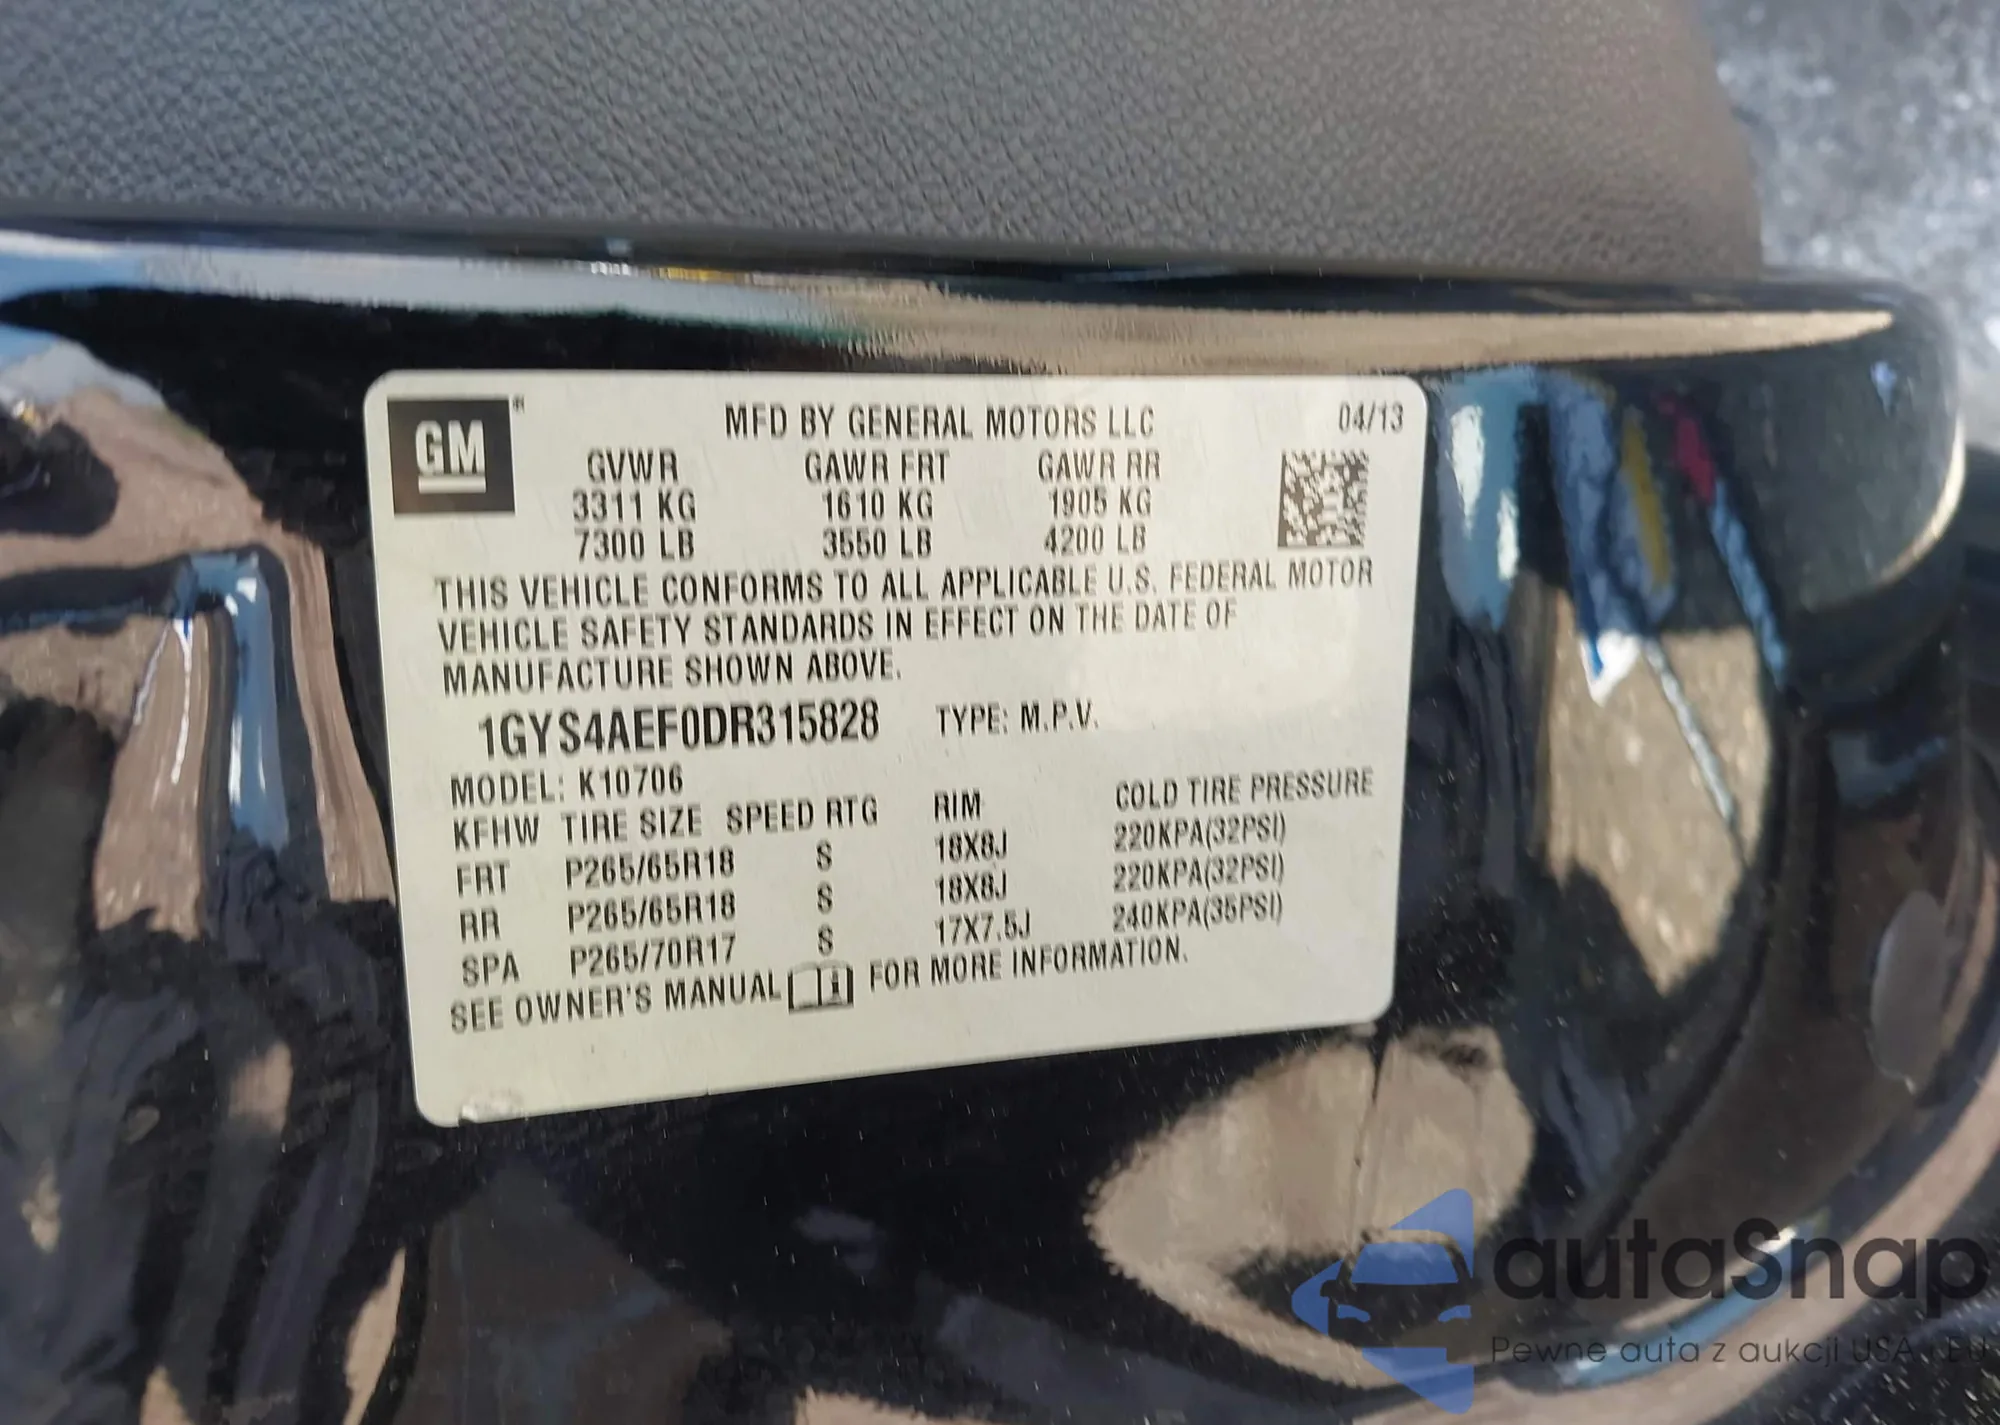 GM®
MFD BY GENERAL MOTORS LLC 04/13
GVWR GAWR FRT GAWR RR
3311 KG 1610 KG 1905 KG
7300 LB 3550 LB 4200 LB
THIS VEHICLE CONFORMS TO ALL APPLICABLE U.S. FEDERAL MOTOR
VEHICLE SAFETY STANDARDS IN EFFECT ON THE DATE OF
MANUFACTURE SHOWN ABOVE.
1GYS4AEF0DR315828 TYPE: M.P.V.
MODEL: K10706
KFHW TIRE SIZE SPEED RTG RIM COLD TIRE PRESSURE
FRT P265/65R18 S 18X8J 220KPA(32PSI)
RR P265/65R18 S 18X8J 220KPA(32PSI)
SPA P265/70R17 S 17X7.5J 240KPA(35PSI)
SEE OWNER'S MANUAL FOR MORE INFORMATION.
autaSnap
Pewne auta z aukcji USA i EU